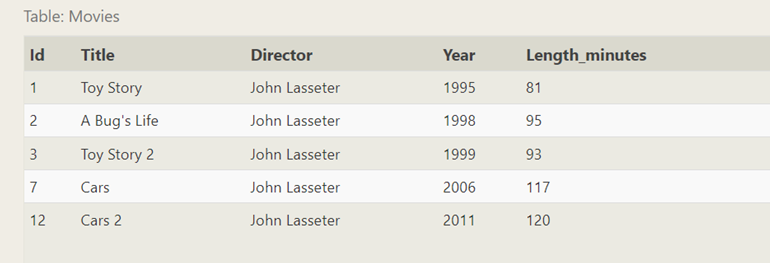 Table: Movies
Id Title Director Year Length_minutes
1 Toy Story John Lasseter 1995 81
2 A Bug's Life John Lasseter 1998 95
3 Toy Story 2 John Lasseter 1999 93
7 Cars John Lasseter 2006 117
12 Cars 2 John Lasseter 2011 120